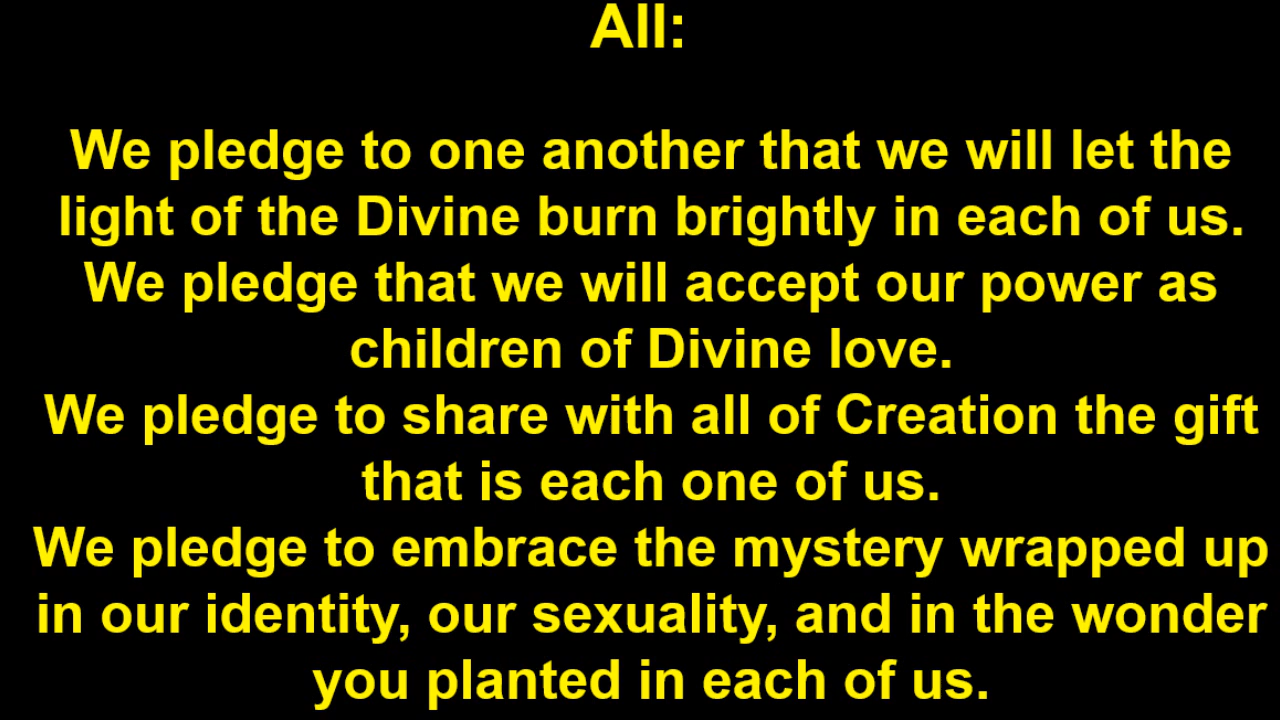 All:
We pledge to one another that we will let the
light of the Divine burn brightly in each of us.
We pledge that we will accept our power as
children of Divine love.
We pledge to share with all of Creation the gift
that is each one of us.
We pledge to embrace the mystery wrapped up
in our identity, our sexuality, and in the wonder
you planted in each of us.